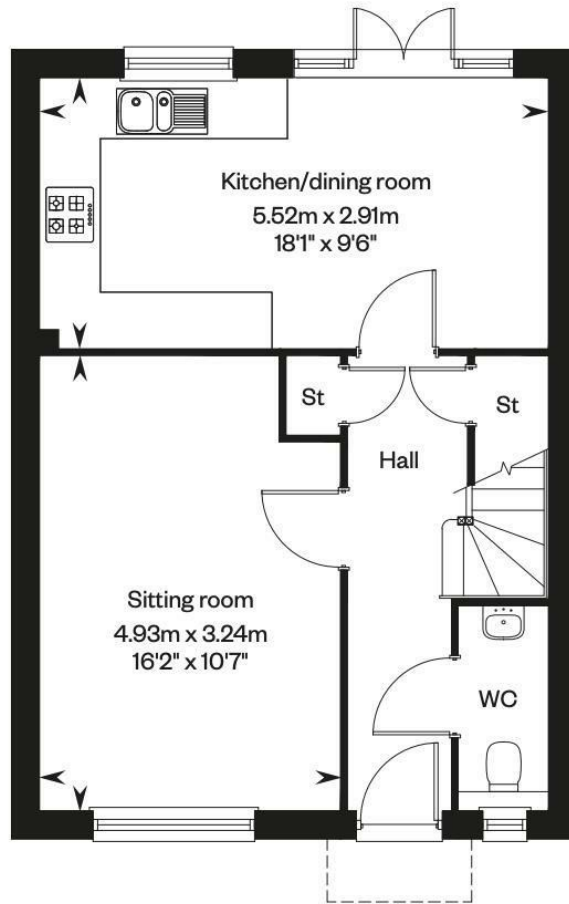 Kitchen/dining room
5.52m x 2.91m
18'1" x 9'6"
St
St
Hall
Sitting room
4.93m x 3.24m
16'2" x 10'7"
WC